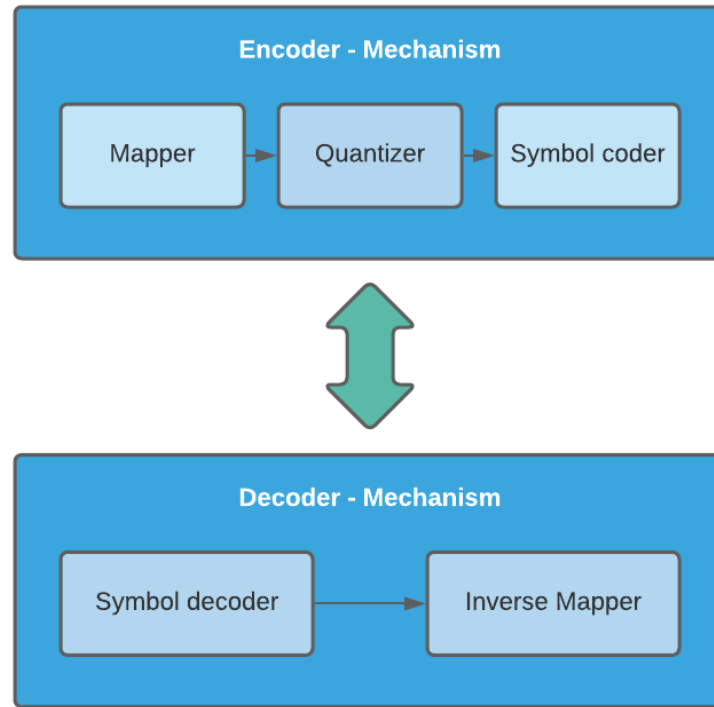 Encoder - Mechanism
Mapper
Quantizer
Symbol coder
Decoder - Mechanism
Symbol decoder
Inverse Mapper